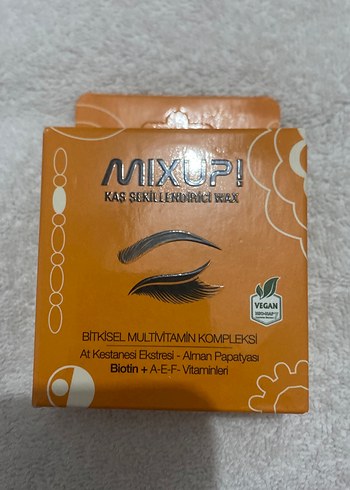 MIXUP!
KAŞ ŞEKİLLENDİRİCİ WAX
VEGAN
BİTKİSEL MULTİVİTAMİN KOMPLEKSİ
At Kestanesi Ekstresi - Alman Papatyası
Biotin + A-E-F- Vitaminleri